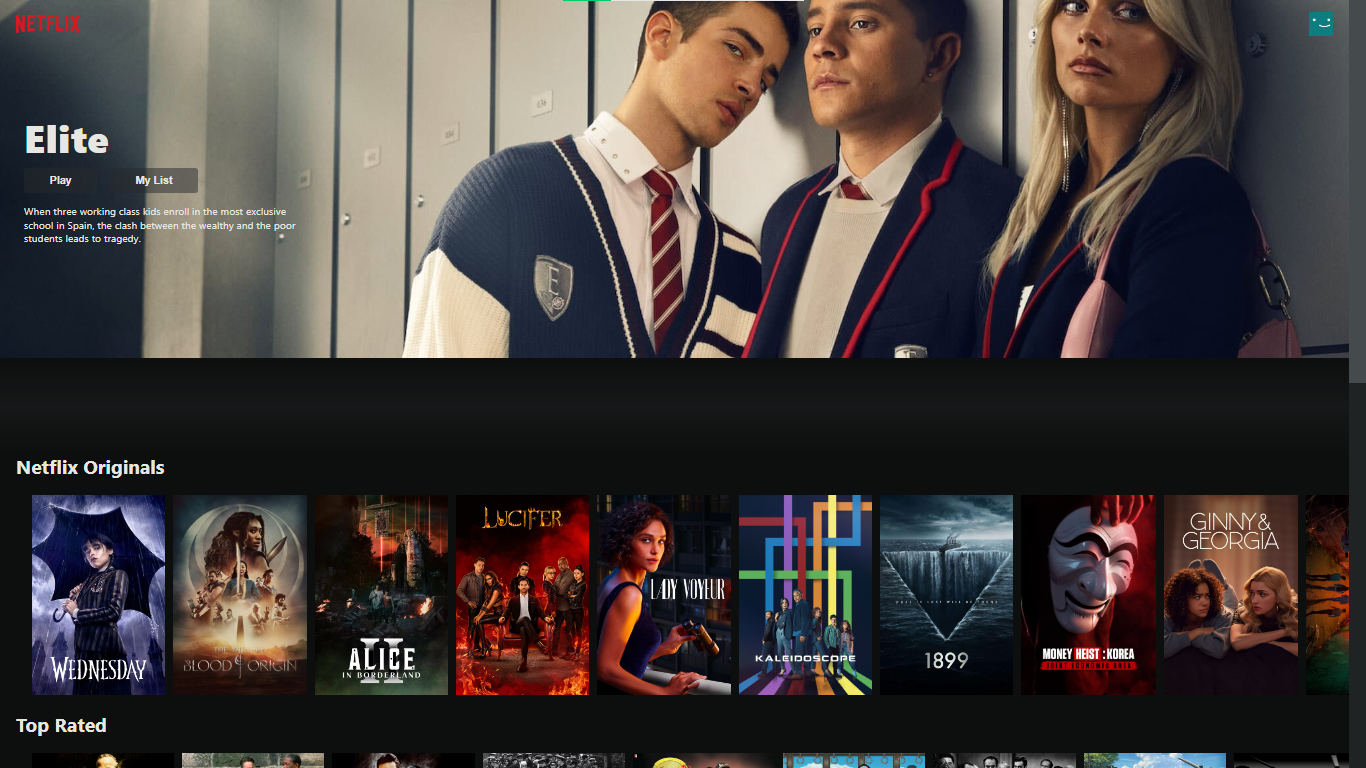 NETFLIX
Elite
Play
My List
When three working class kids enroll in the most exclusive
school in Spain, the clash between the wealthy and the poor
students leads to tragedy.
E
Netflix Originals
WEDNESDAY
BLOOD & ORIGIN
II
ALICE
IN BORDERLAND
LUCIFER
LADY VOYEUR
KALEIDOSCOPE
1899
MONEY HEIST : KOREA
GINNY &
GEORGIA
Top Rated